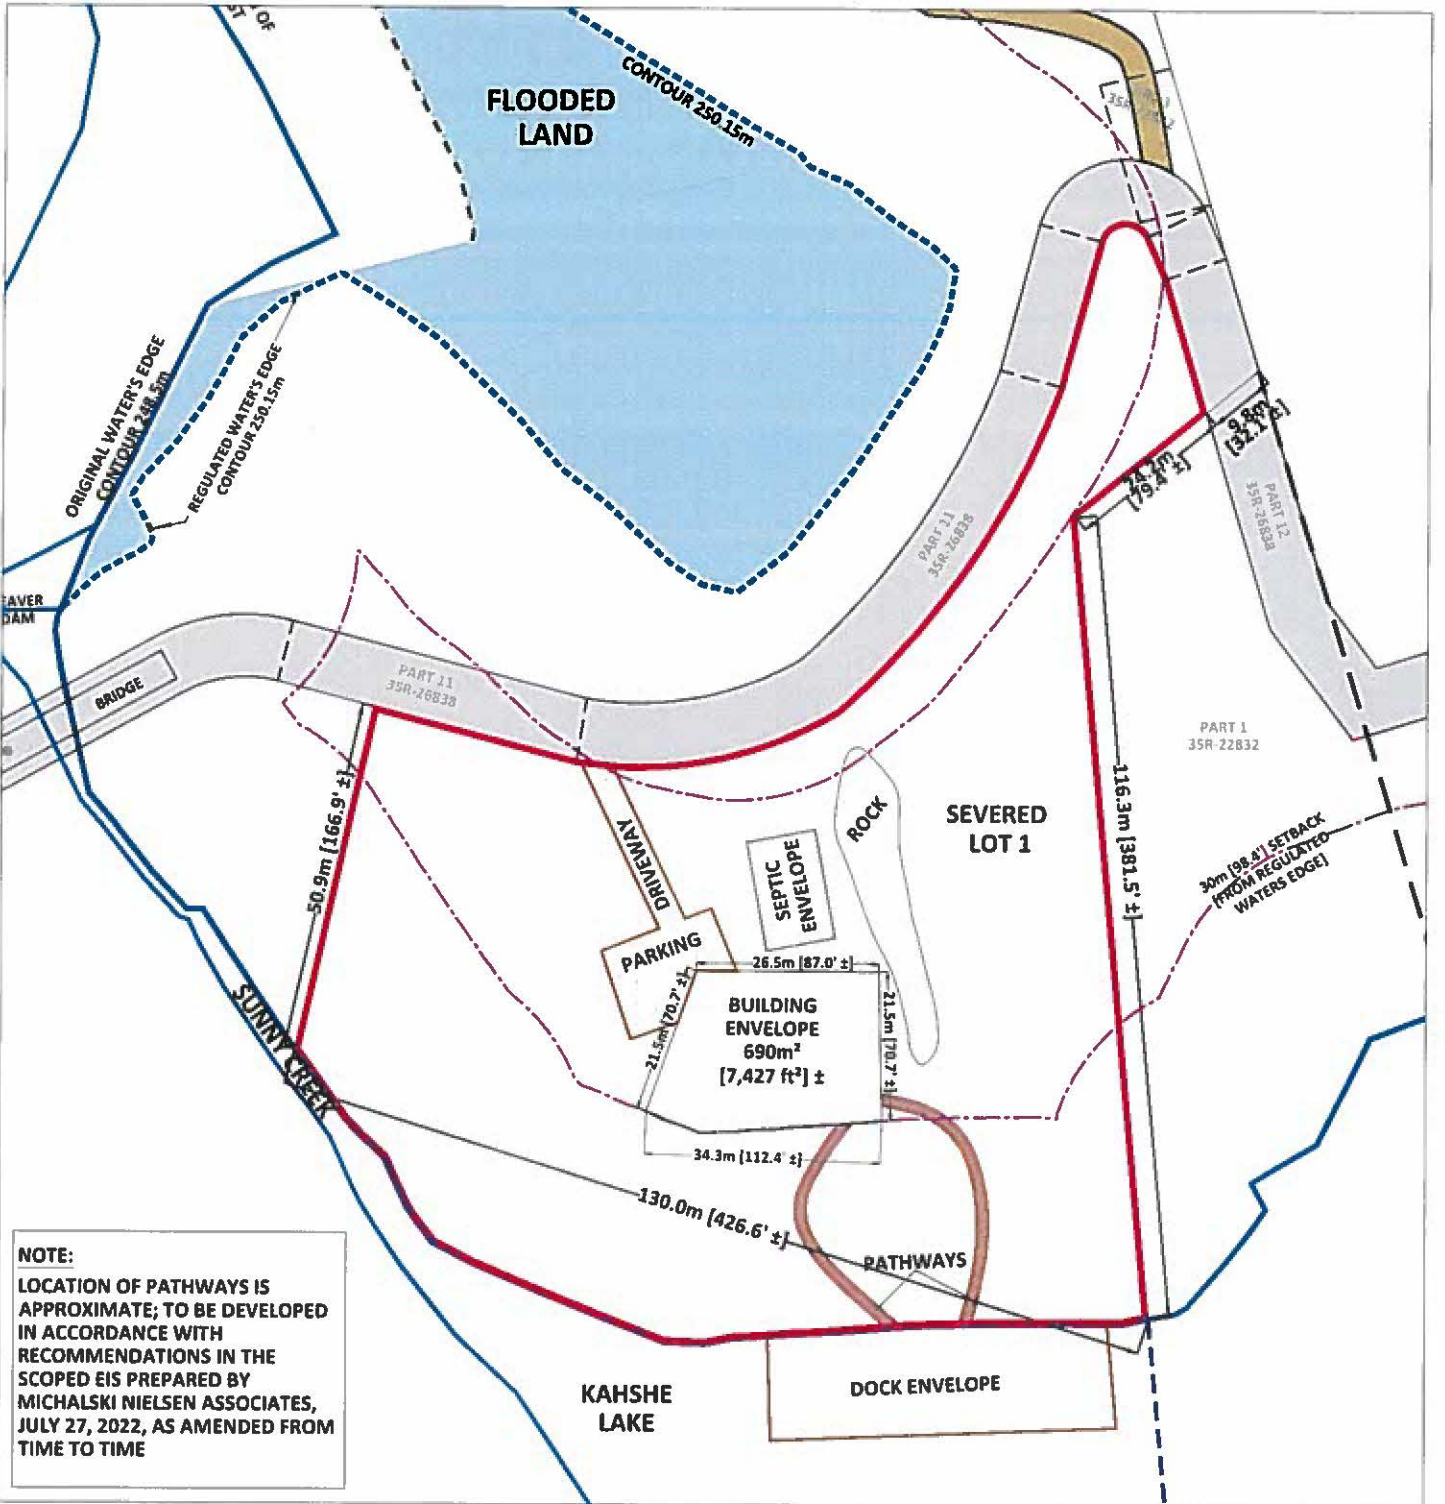 FLOODED
LAND
CONTOUR 250.15m
ORIGINAL WATER'S EDGE
CONTOUR 248.5m
REGULATED WATER'S EDGE
CONTOUR 250.15m
9.8m
[32.1' ±]
24.2m
[79.4' ±]
PART 11
35R-26838
PART 12
35R-26838
DAM
BRIDGE
PART 11
35R-26838
PART 1
35R-22832
50.9m [166.9' ±]
DRIVEWAY
SEPTIC
ENVELOPE
ROCK
SEVERED
LOT 1
116.3m [381.5' ±]
30m [98.4'] SETBACK
(FROM REGULATED
WATERS EDGE]
PARKING
26.5m [87.0' ±]
21.5m [70.7' ±]
BUILDING
ENVELOPE
690m²
[7,427 ft²] ±
21.5m [70.7' ±]
SUNNY CREEK
34.3m [112.4' ±]
130.0m [426.6' ±]
PATHWAYS
DOCK ENVELOPE
KAHSHE
LAKE
NOTE:
LOCATION OF PATHWAYS IS
APPROXIMATE; TO BE DEVELOPED
IN ACCORDANCE WITH
RECOMMENDATIONS IN THE
SCOPED EIS PREPARED BY
MICHALSKI NIELSEN ASSOCIATES,
JULY 27, 2022, AS AMENDED FROM
TIME TO TIME